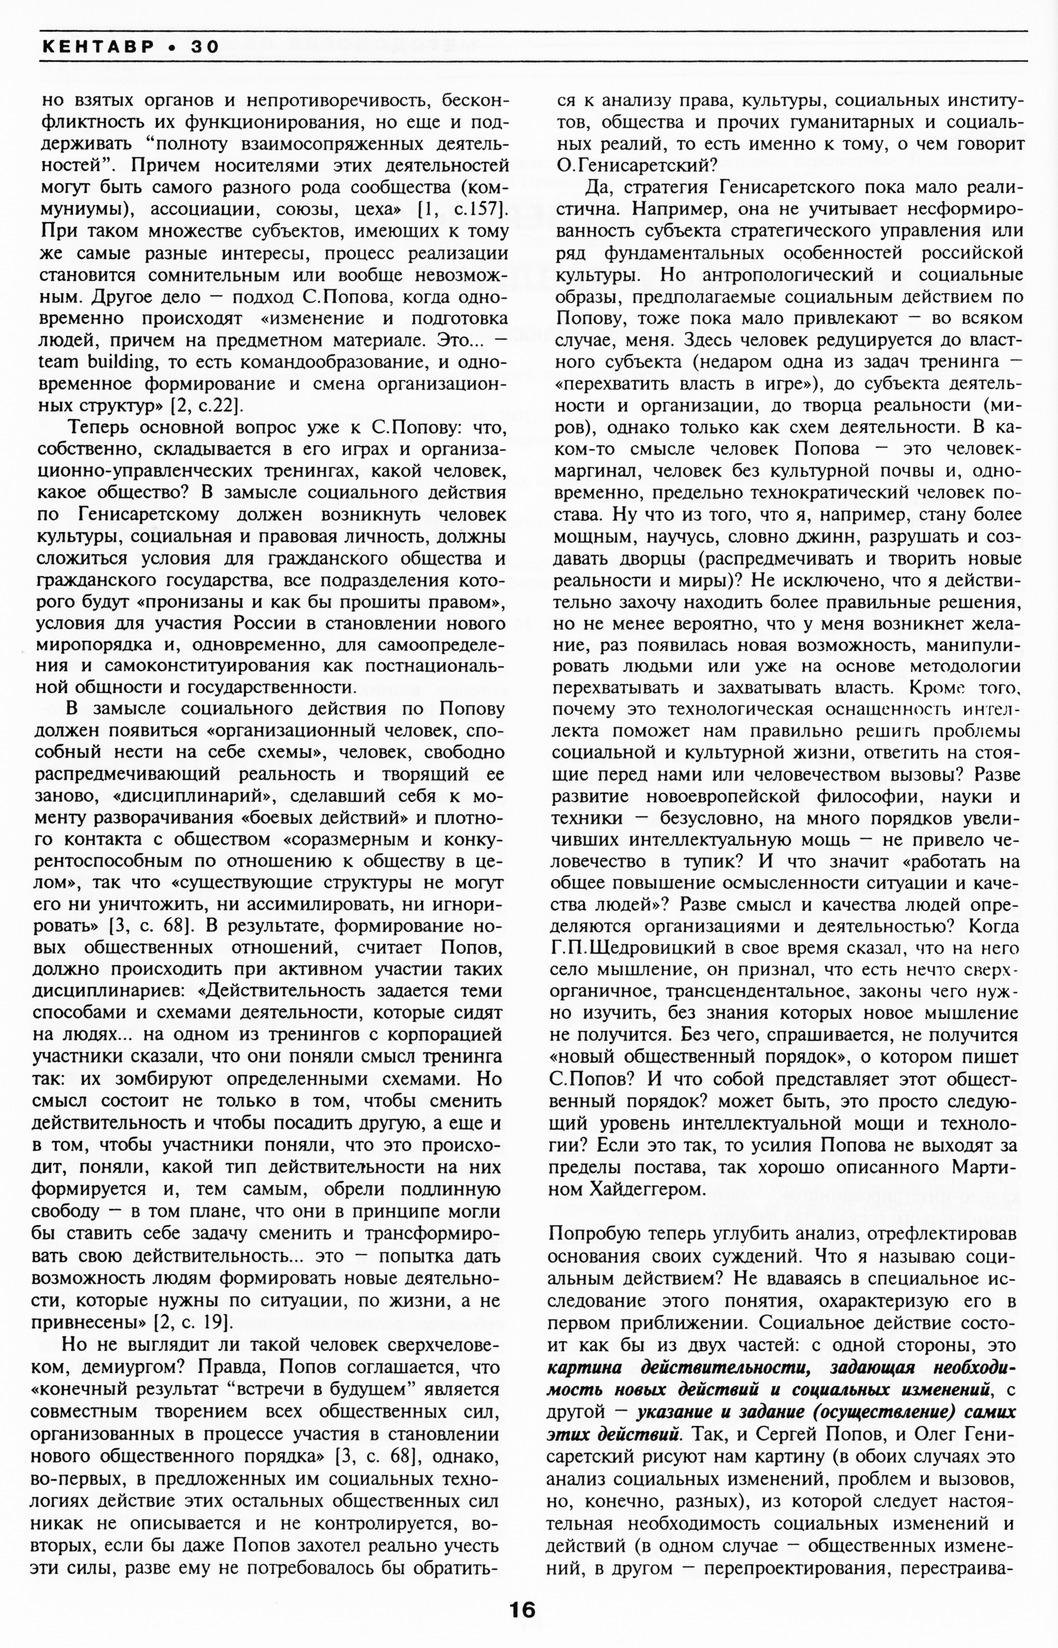 КЕНТАВР • 30
но взятых органов и непротиворечивость, бескон-
фликтность их функционирования, но еще и под-
держивать “полноту взаимосопряженных деятель-
ностей”. Причем носителями этих деятельностей
могут быть самого разного рода сообщества (ком-
муниумы), ассоциации, союзы, цеха» [1, с.157].
При таком множестве субъектов, имеющих к тому
же самые разные интересы, процесс реализации
становится сомнительным или вообще невозмож-
ным. Другое дело — подход С.Попова, когда одно-
временно происходят «изменение и подготовка
людей, причем на предметном материале. Это... —
team building, то есть командообразование, и одно-
временное формирование и смена организацион-
ных структур» [2, с.22].
Теперь основной вопрос уже к С.Попову: что,
собственно, складывается в его играх и организа-
ционно-управленческих тренингах, какой человек,
какое общество? В замысле социального действия
по Генисаретскому должен возникнуть человек
культуры, социальная и правовая личность, должны
сложиться условия для гражданского общества и
гражданского государства, все подразделения кото-
рого будут «пронизаны и как бы прошиты правом»,
условия для участия России в становлении нового
миропорядка и, одновременно, для самоопределе-
ния и самоконституирования как постнациональ-
ной общности и государственности.
В замысле социального действия по Попову
должен появиться «организационный человек, спо-
собный нести на себе схемы», человек, свободно
распредмечивающий реальность и творящий ее
заново, «дисциплинарий», сделавший себя к мо-
менту разворачивания «боевых действий» и плотно-
го контакта с обществом «соразмерным и конку-
рентоспособным по отношению к обществу в це-
лом», так что «существующие структуры не могут
его ни уничтожить, ни ассимилировать, ни игнори-
ровать» [3, с. 68]. В результате, формирование но-
вых общественных отношений, считает Попов,
должно происходить при активном участии таких
дисциплинариев: «Действительность задается теми
способами и схемами деятельности, которые сидят
на людях... на одном из тренингов с корпорацией
участники сказали, что они поняли смысл тренинга
так: их зомбируют определенными схемами. Но
смысл состоит не только в том, чтобы сменить
действительность и чтобы посадить другую, а еще и
в том, чтобы участники поняли, что это происхо-
дит, поняли, какой тип действительности на них
формируется и, тем самым, обрели подлинную
свободу — в том плане, что они в принципе могли
бы ставить себе задачу сменить и трансформиро-
вать свою действительность... это — попытка дать
возможность людям формировать новые деятельно-
сти, которые нужны по ситуации, по жизни, а не
привнесены» [2, с. 19].
Но не выглядит ли такой человек сверхчелове-
ком, демиургом? Правда, Попов соглашается, что
«конечный результат “встречи в будущем” является
совместным творением всех общественных сил,
организованных в процессе участия в становлении
нового общественного порядка» [3, с. 68], однако,
во-первых, в предложенных им социальных техно-
логиях действие этих остальных общественных сил
никак не описывается и не контролируется, во-
вторых, если бы даже Попов захотел реально учесть
эти силы, разве ему не потребовалось бы обратить-
ся к анализу права, культуры, социальных институ-
тов, общества и прочих гуманитарных и социаль-
ных реалий, то есть именно к тому, о чем говорит
О.Генисаретский?
Да, стратегия Генисаретского пока мало реали-
стична. Например, она не учитывает несформиро-
ванность субъекта стратегического управления или
ряд фундаментальных особенностей российской
культуры. Но антропологический и социальные
образы, предполагаемые социальным действием по
Попову, тоже пока мало привлекают — во всяком
случае, меня. Здесь человек редуцируется до власт-
ного субъекта (недаром одна из задач тренинга —
«перехватить власть в игре»), до субъекта деятель-
ности и организации, до творца реальности (ми-
ров), однако только как схем деятельности. В ка-
ком-то смысле человек Попова — это человек-
маргинал, человек без культурной почвы и, одно-
временно, предельно технократический человек по-
става. Ну что из того, что я, например, стану более
мощным, научусь, словно джинн, разрушать и соз-
давать дворцы (распредмечивать и творить новые
реальности и миры)? Не исключено, что я действи-
тельно захочу находить более правильные решения,
но не менее вероятно, что у меня возникнет жела-
ние, раз появилась новая возможность, манипули-
ровать людьми или уже на основе методологии
перехватывать и захватывать власть. Кроме того,
почему это технологическая оснащенность интел-
лекта поможет нам правильно решить проблемы
социальной и культурной жизни, ответить на стоя-
щие перед нами или человечеством вызовы? Разве
развитие новоевропейской философии, науки и
техники — безусловно, на много порядков увели-
чивших интеллектуальную мощь — не привело че-
ловечество в тупик? И что значит «работать на
общее повышение осмысленности ситуации и каче-
ства людей»? Разве смысл и качества людей опре-
деляются организациями и деятельностью? Когда
Г.П.Щедровицкий в свое время сказал, что на него
село мышление, он признал, что есть нечто сверх-
органичное, трансцендентальное, законы чего нуж-
но изучить, без знания которых новое мышление
не получится. Без чего, спрашивается, не получится
«новый общественный порядок», о котором пишет
С.Попов? И что собой представляет этот общест-
венный порядок? может быть, это просто следую-
щий уровень интеллектуальной мощи и техноло-
гии? Если это так, то усилия Попова не выходят за
пределы постава, так хорошо описанного Марти-
ном Хайдеггером.
Попробую теперь углубить анализ, отрефлектировав
основания своих суждений. Что я называю соци-
альным действием? Не вдаваясь в специальное ис-
следование этого понятия, охарактеризую его в
первом приближении. Социальное действие состо-
ит как бы из двух частей: с одной стороны, это
картина действительности, задающая необходи-
мость новых действий и социальных изменений, с
другой — указание и задание (осуществление) самих
этих действий. Так, и Сергей Попов, и Олег Гени-
саретский рисуют нам картину (в обоих случаях это
анализ социальных изменений, проблем и вызовов,
но, конечно, разных), из которой следует настоя-
тельная необходимость социальных изменений и
действий (в одном случае — общественных измене-
ний, в другом — перепроектирования, перестраива-
16